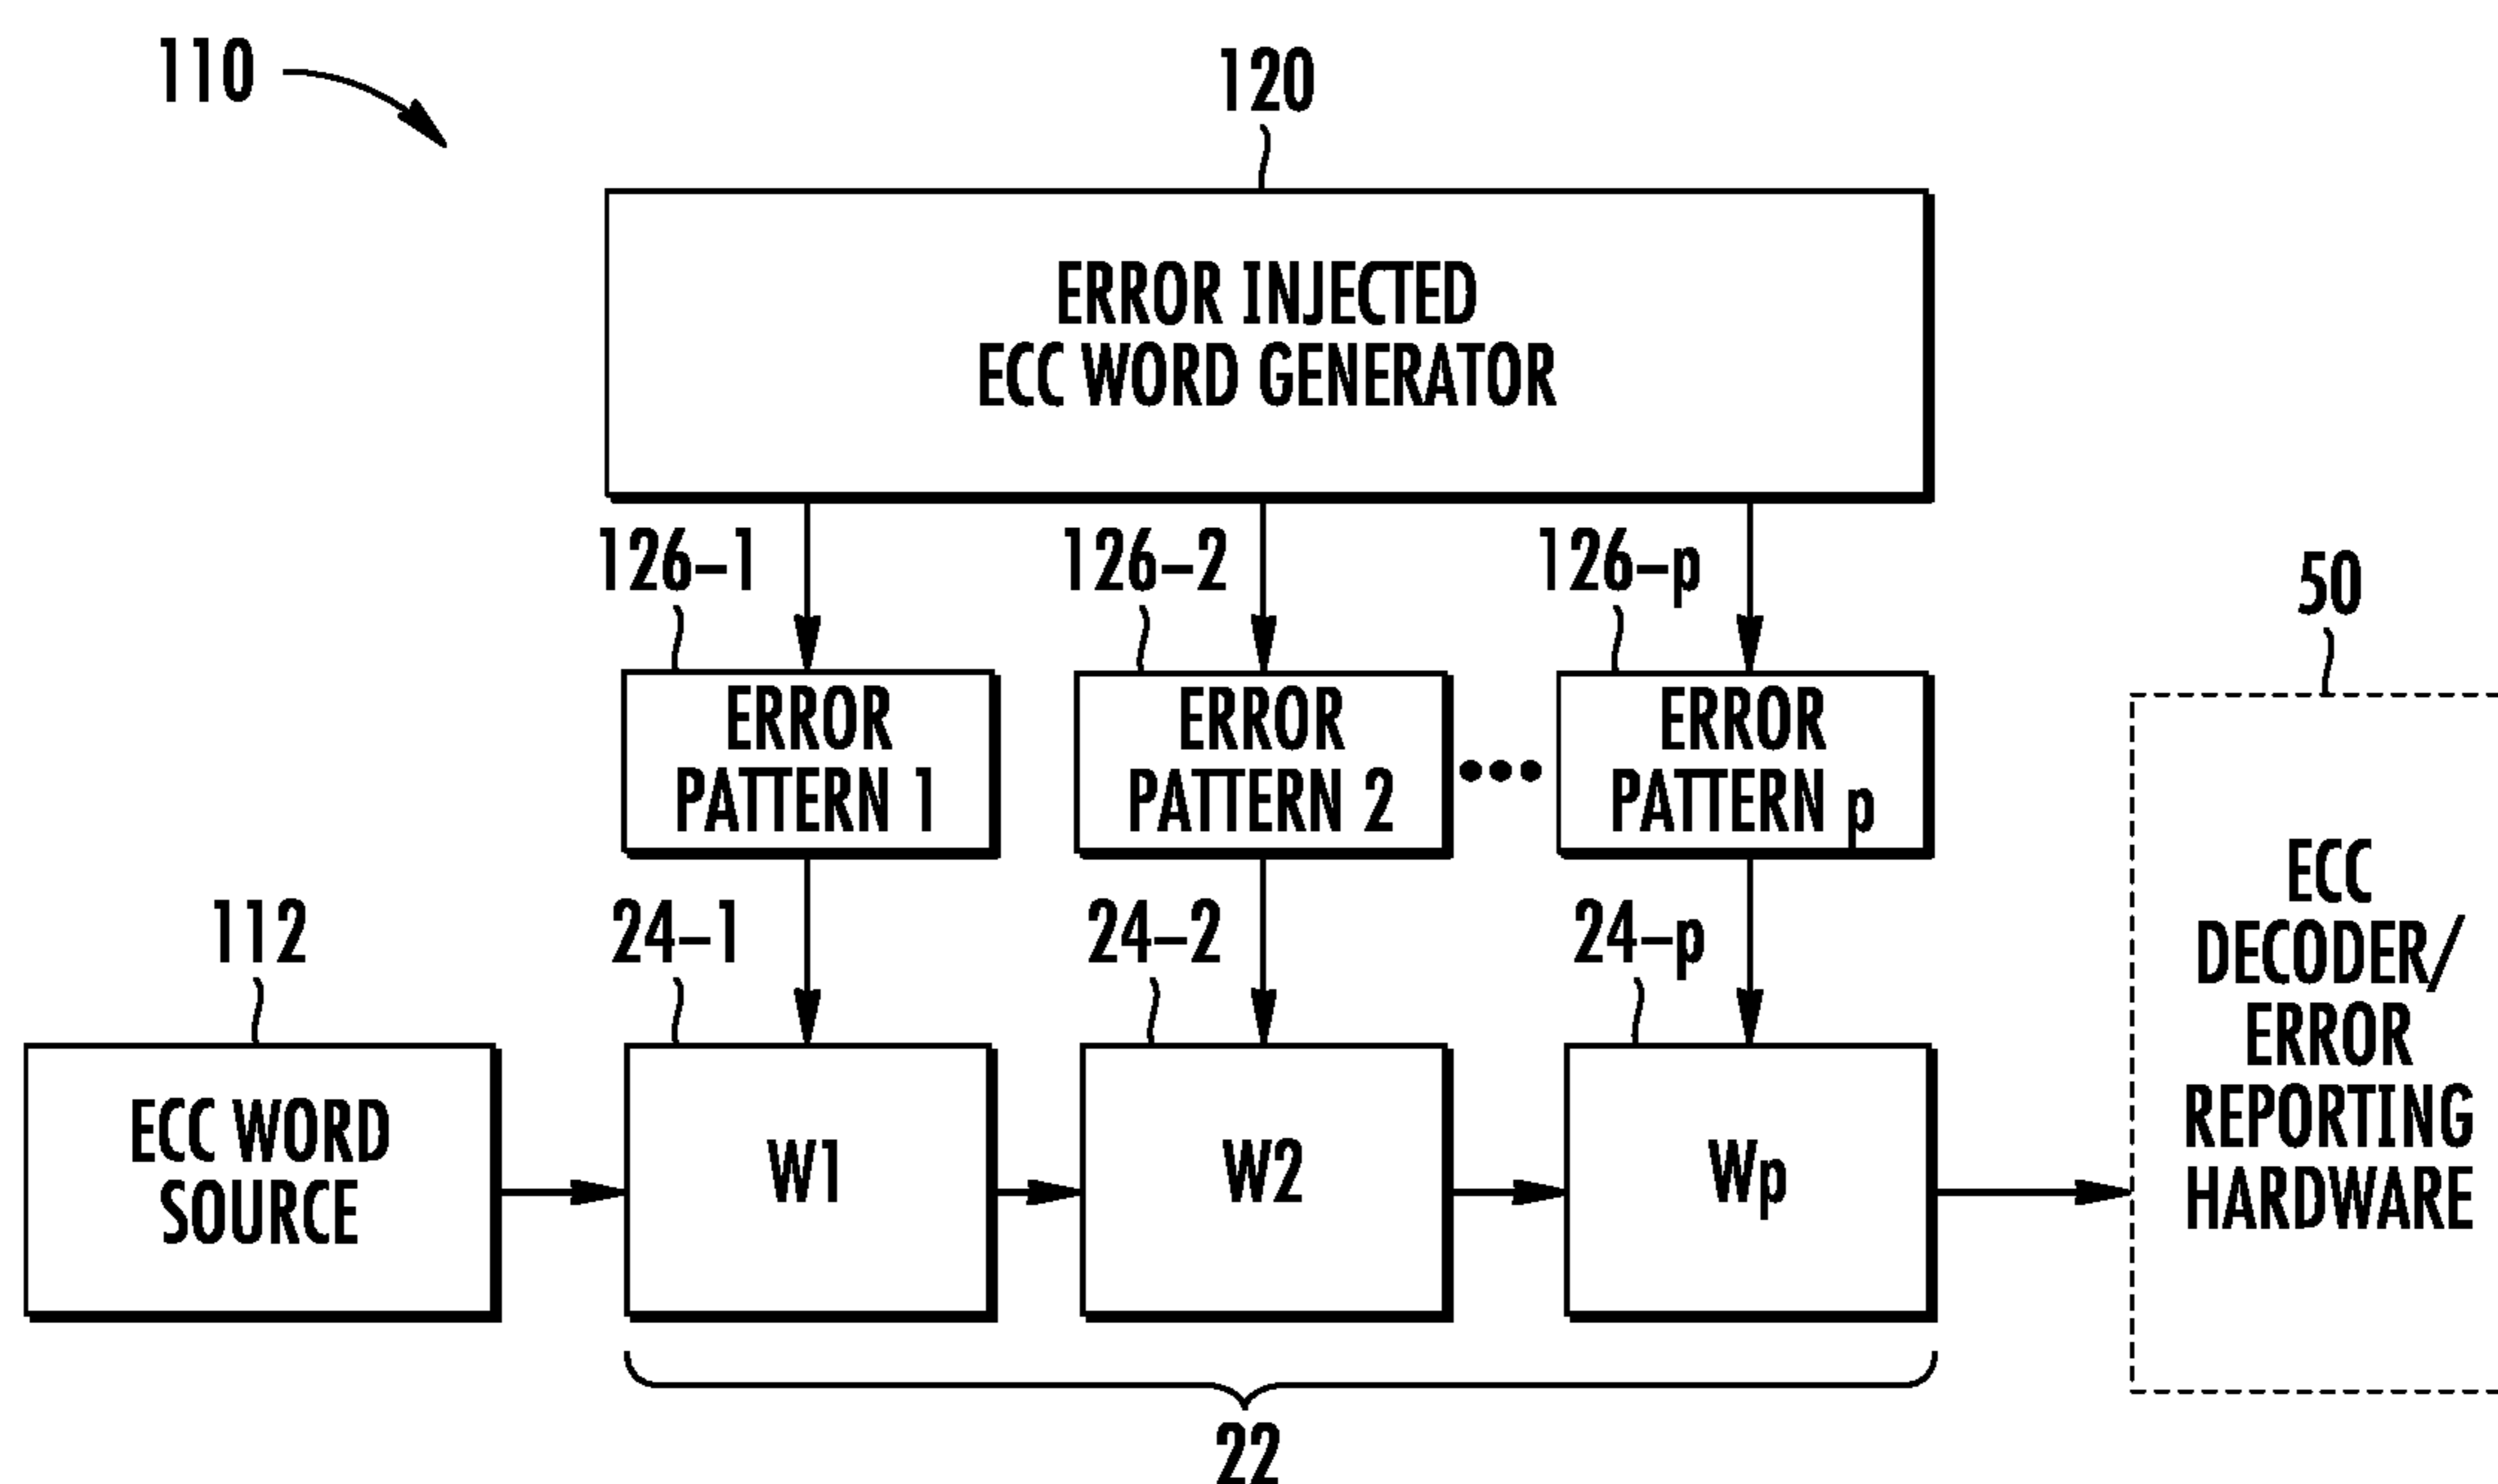 110
120
ERROR INJECTED
ECC WORD GENERATOR
126–1
126–2
126–p
50
ERROR
PATTERN 1
ERROR
PATTERN 2
•••
ERROR
PATTERN p
112
24–1
24–2
24–p
ECC WORD
SOURCE
W1
W2
Wp
ECC
DECODER/
ERROR
REPORTING
HARDWARE
22